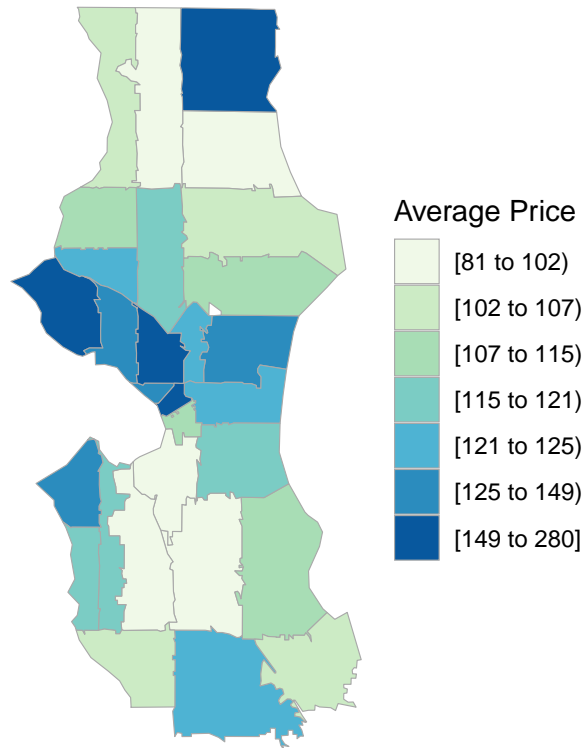 Average Price
[81 to 102)
[102 to 107)
[107 to 115)
[115 to 121)
[121 to 125)
[125 to 149)
[149 to 280]